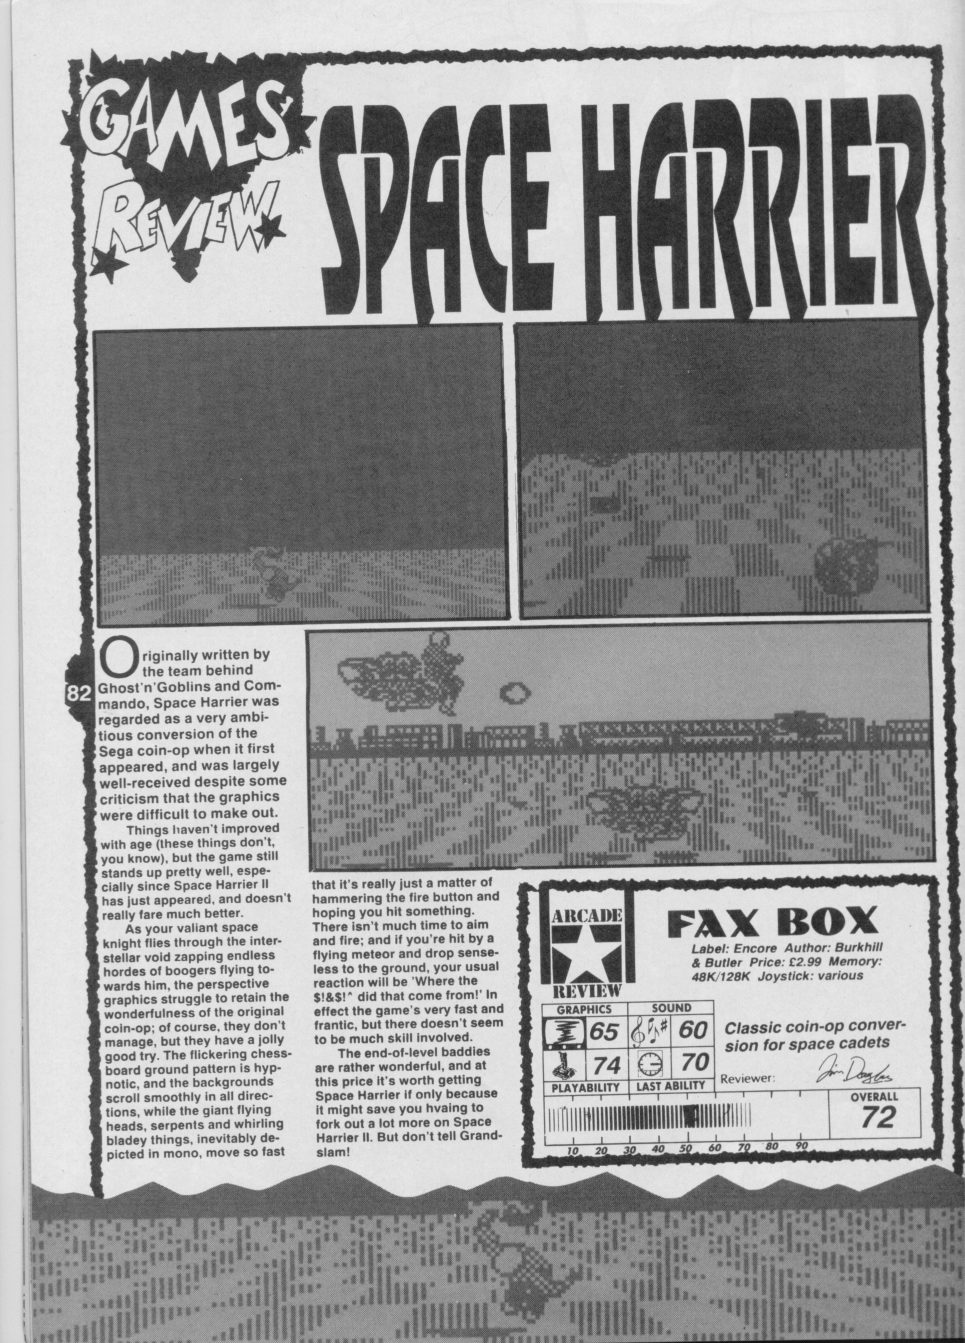 GAMES
REVIEW
SPACE HARRIER
82
Originally written by
the team behind
Ghost'n'Goblins and Com-
mando, Space Harrier was
regarded as a very ambi-
tious conversion of the
Sega coin-op when it first
appeared, and was largely
well-received despite some
criticism that the graphics
were difficult to make out.
Things haven't improved
with age (these things don't,
you know), but the game still
stands up pretty well, espe-
cially since Space Harrier II
has just appeared, and doesn't
really fare much better.
As your valiant space
knight flies through the inter-
stellar void zapping endless
hordes of boogers flying to-
wards him, the perspective
graphics struggle to retain the
wonderfulness of the original
coin-op; of course, they don't
manage, but they have a jolly
good try. The flickering chess-
board ground pattern is hyp-
notic, and the backgrounds
scroll smoothly in all direc-
tions, while the giant flying
heads, serpents and whirling
bladey things, inevitably de-
picted in mono, move so fast
that it's really just a matter of
hammering the fire button and
hoping you hit something.
There isn't much time to aim
and fire; and if you're hit by a
flying meteor and drop sense-
less to the ground, your usual
reaction will be 'Where the
$!&$!^ did that come from!' In
effect the game's very fast and
frantic, but there doesn't seem
to be much skill involved.
The end-of-level baddies
are rather wonderful, and at
this price it's worth getting
Space Harrier if only because
it might save you hvaing to
fork out a lot more on Space
Harrier II. But don't tell Grand-
slam!
ARCADE
REVIEW
FAX BOX
Label: Encore Author: Burkhill
& Butler Price: £2.99 Memory:
48K/128K Joystick: various
GRAPHICS SOUND
65 60
74 70
PLAYABILITY LAST ABILITY
Classic coin-op conver-
sion for space cadets
Reviewer: Jim Douglas
OVERALL
72
10 20 30 40 50 60 70 80 90